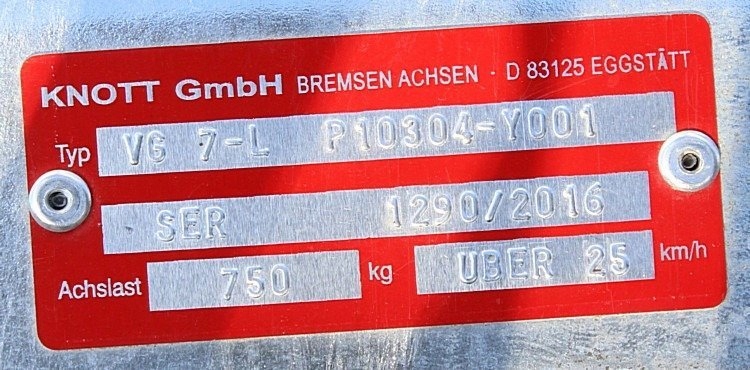 KNOTT GmbH BREMSEN ACHSEN · D 83125 EGGSTÄTT
Typ VG 7-L P10304-Y001
SER 1290/2016
Achslast 750 kg UBER 25 km/h